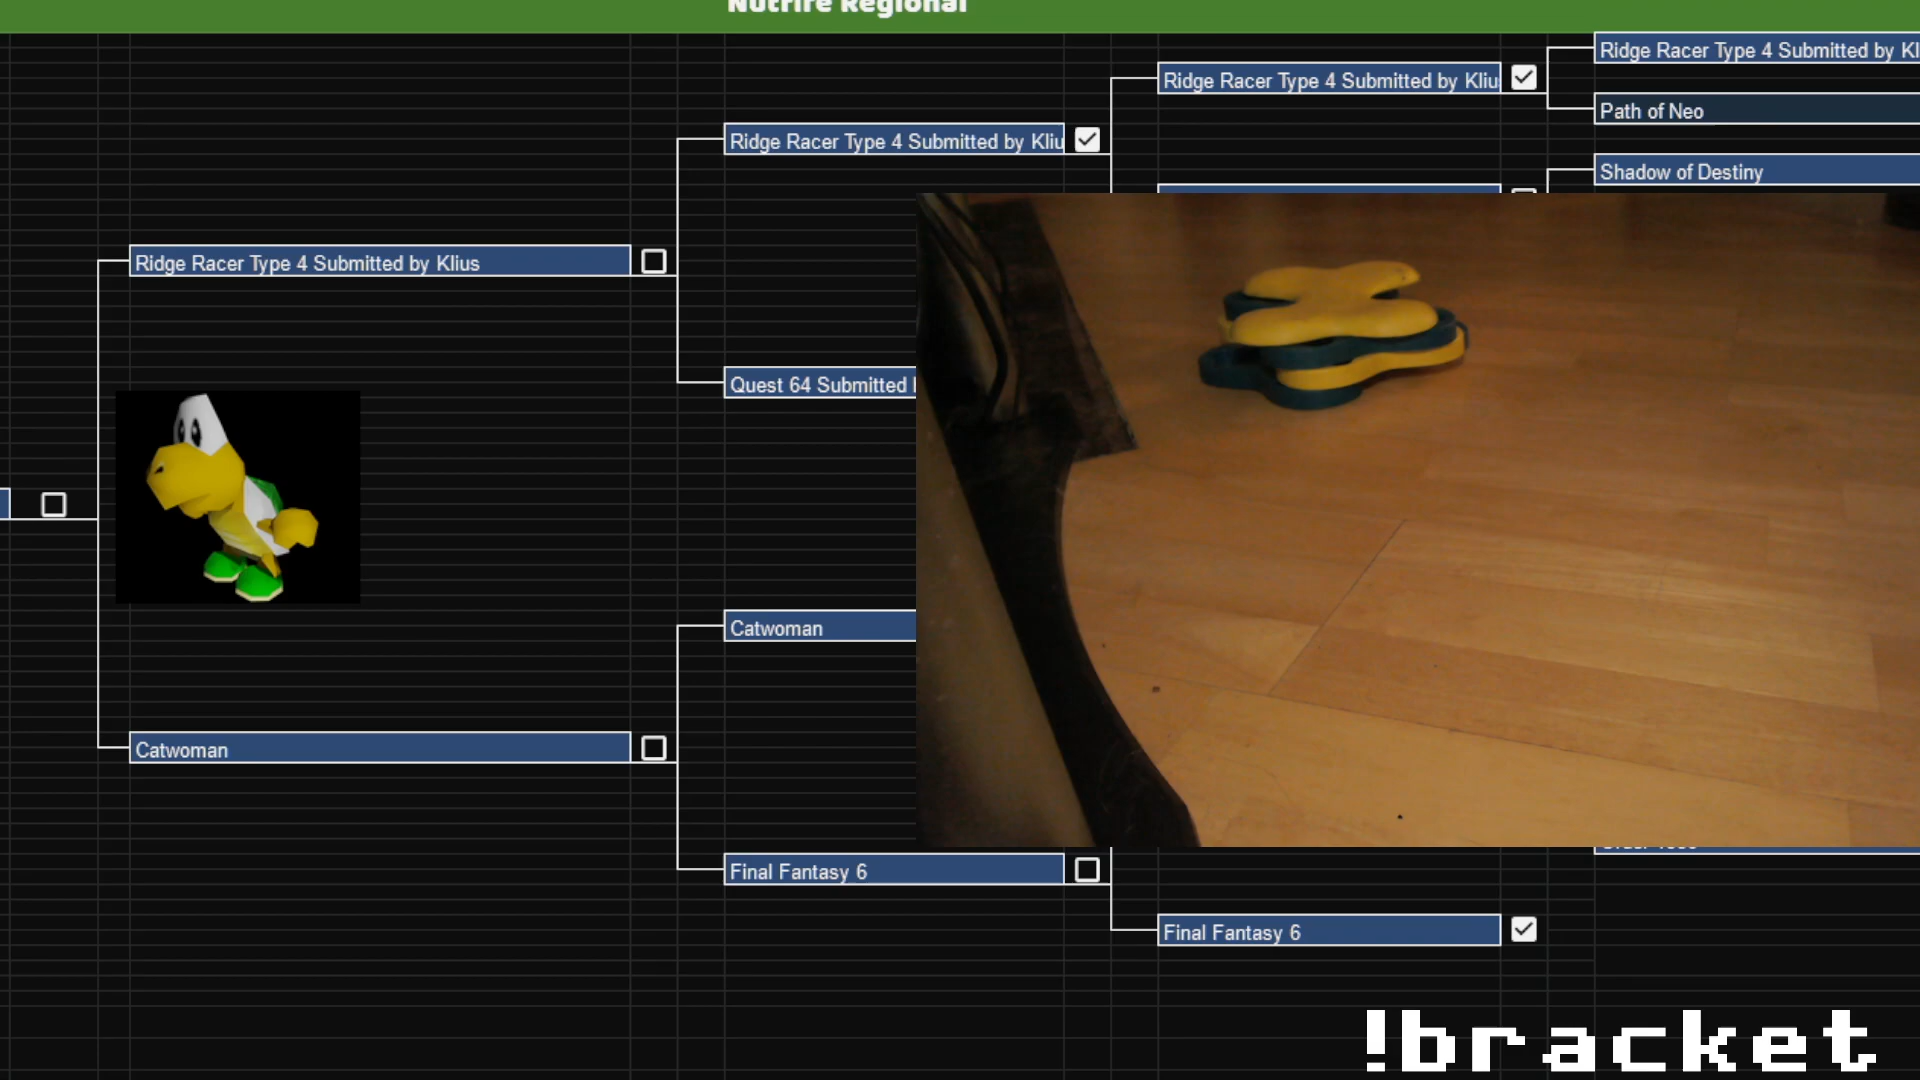 Nutrire Regional
Ridge Racer Type 4 Submitted by Kl
Ridge Racer Type 4 Submitted by Kliu
Path of Neo
Ridge Racer Type 4 Submitted by Kliu
Shadow of Destiny
Ridge Racer Type 4 Submitted by Klius
Quest 64 Submitted
Catwoman
Catwoman
Final Fantasy 6
Final Fantasy 6
!bracket